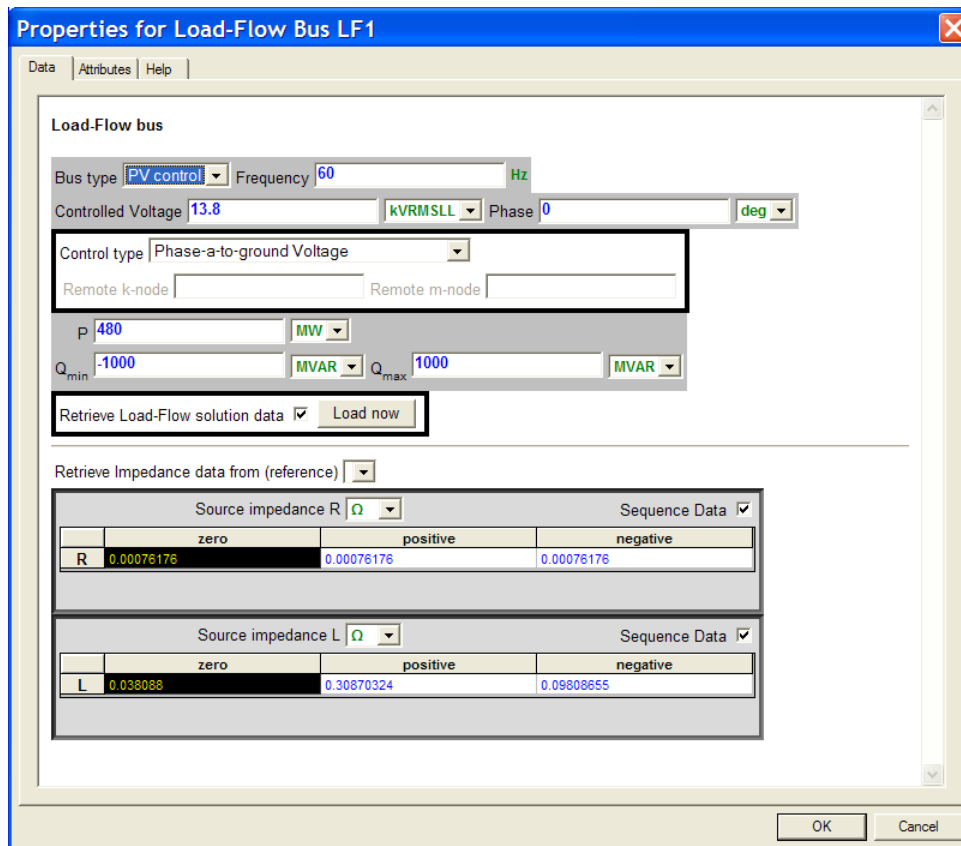 Properties for Load-Flow Bus LF1
Data Attributes Help
Load-Flow bus
Bus type PV control Frequency 60 Hz
Controlled Voltage 13.8 kVRMSLL Phase 0 deg
Control type Phase-a-to-ground Voltage
Remote k-node Remote m-node
P 480 MW
Qmin -1000 MVAR Qmax 1000 MVAR
Retrieve Load-Flow solution data Load now
Retrieve Impedance data from (reference)
Source impedance R Ω Sequence Data
zero positive negative
R 0.00076176 0.00076176 0.00076176
Source impedance L Ω Sequence Data
zero positive negative
L 0.038088 0.30870324 0.09808655
OK Cancel